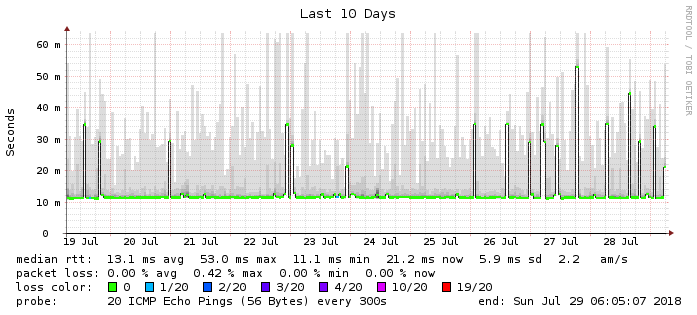 Last 10 Days
RRDTOOL / TOBI OETIKER
Seconds
60 m
50 m
40 m
30 m
20 m
10 m
0
19 Jul 20 Jul 21 Jul 22 Jul 23 Jul 24 Jul 25 Jul 26 Jul 27 Jul 28 Jul
median rtt: 13.1 ms avg 53.0 ms max 11.1 ms min 21.2 ms now 5.9 ms sd 2.2 am/s
packet loss: 0.00 % avg 0.42 % max 0.00 % min 0.00 % now
loss color: 0 1/20 2/20 3/20 4/20 10/20 19/20
probe: 20 ICMP Echo Pings (56 Bytes) every 300s end: Sun Jul 29 06:05:07 2018